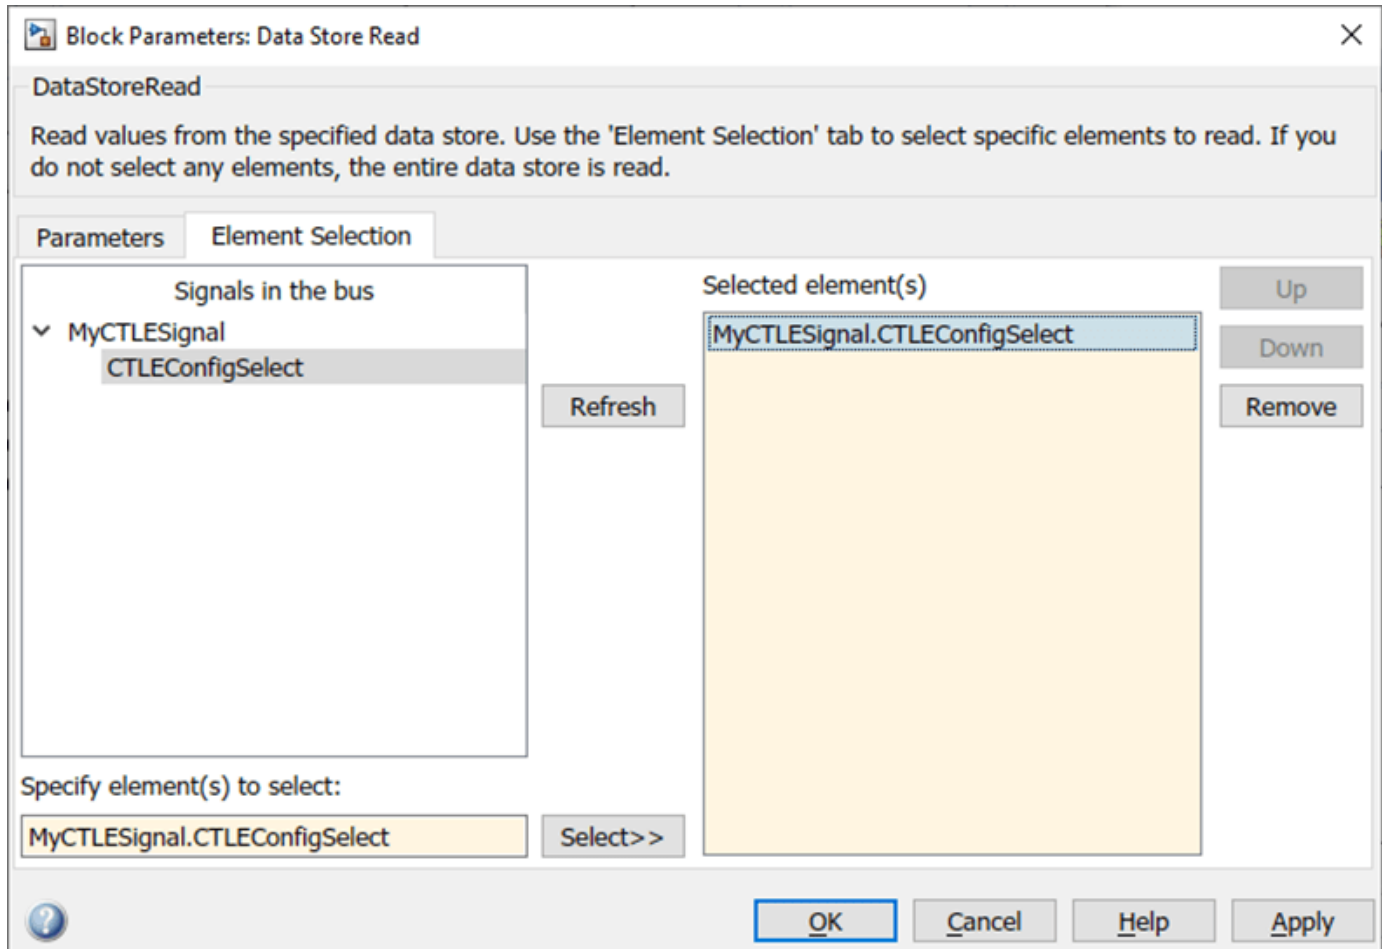 Block Parameters: Data Store Read
DataStoreRead
Read values from the specified data store. Use the 'Element Selection' tab to select specific elements to read. If you
do not select any elements, the entire data store is read.
Parameters
Element Selection
Signals in the bus
MyCTLESignal
CTLEConfigSelect
Refresh
Selected element(s)
MyCTLESignal.CTLEConfigSelect
Up
Down
Remove
Specify element(s) to select:
MyCTLESignal.CTLEConfigSelect
Select>>
?
OK
Cancel
Help
Apply